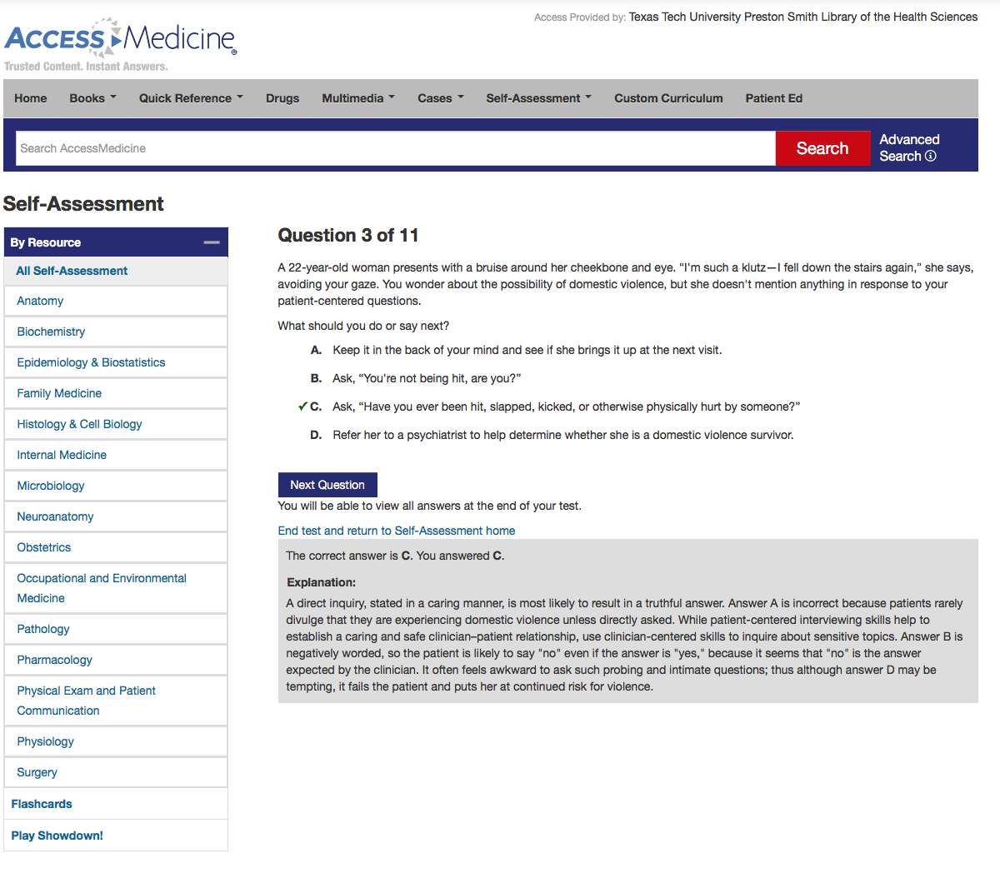 Access Provided by: Texas Tech University Preston Smith Library of the Health Sciences
ACCESS Medicine®
Trusted Content. Instant Answers.
Home Books Quick Reference Drugs Multimedia Cases Self-Assessment Custom Curriculum Patient Ed
Search AccessMedicine
Search
Advanced
Search
Self-Assessment
By Resource
All Self-Assessment
Anatomy
Biochemistry
Epidemiology & Biostatistics
Family Medicine
Histology & Cell Biology
Internal Medicine
Microbiology
Neuroanatomy
Obstetrics
Occupational and Environmental
Medicine
Pathology
Pharmacology
Physical Exam and Patient
Communication
Physiology
Surgery
Flashcards
Play Showdown!
Question 3 of 11
A 22-year-old woman presents with a bruise around her cheekbone and eye. “I'm such a klutz—I fell down the stairs again,” she says,
avoiding your gaze. You wonder about the possibility of domestic violence, but she doesn't mention anything in response to your
patient-centered questions.
What should you do or say next?
A. Keep it in the back of your mind and see if she brings it up at the next visit.
B. Ask, “You're not being hit, are you?”
✓ C. Ask, “Have you ever been hit, slapped, kicked, or otherwise physically hurt by someone?”
D. Refer her to a psychiatrist to help determine whether she is a domestic violence survivor.
Next Question
You will be able to view all answers at the end of your test.
End test and return to Self-Assessment home
The correct answer is C. You answered C.
Explanation:
A direct inquiry, stated in a caring manner, is most likely to result in a truthful answer. Answer A is incorrect because patients rarely
divulge that they are experiencing domestic violence unless directly asked. While patient-centered interviewing skills help to
establish a caring and safe clinician–patient relationship, use clinician-centered skills to inquire about sensitive topics. Answer B is
negatively worded, so the patient is likely to say "no" even if the answer is "yes," because it seems that "no" is the answer
expected by the clinician. It often feels awkward to ask such probing and intimate questions; thus although answer D may be
tempting, it fails the patient and puts her at continued risk for violence.